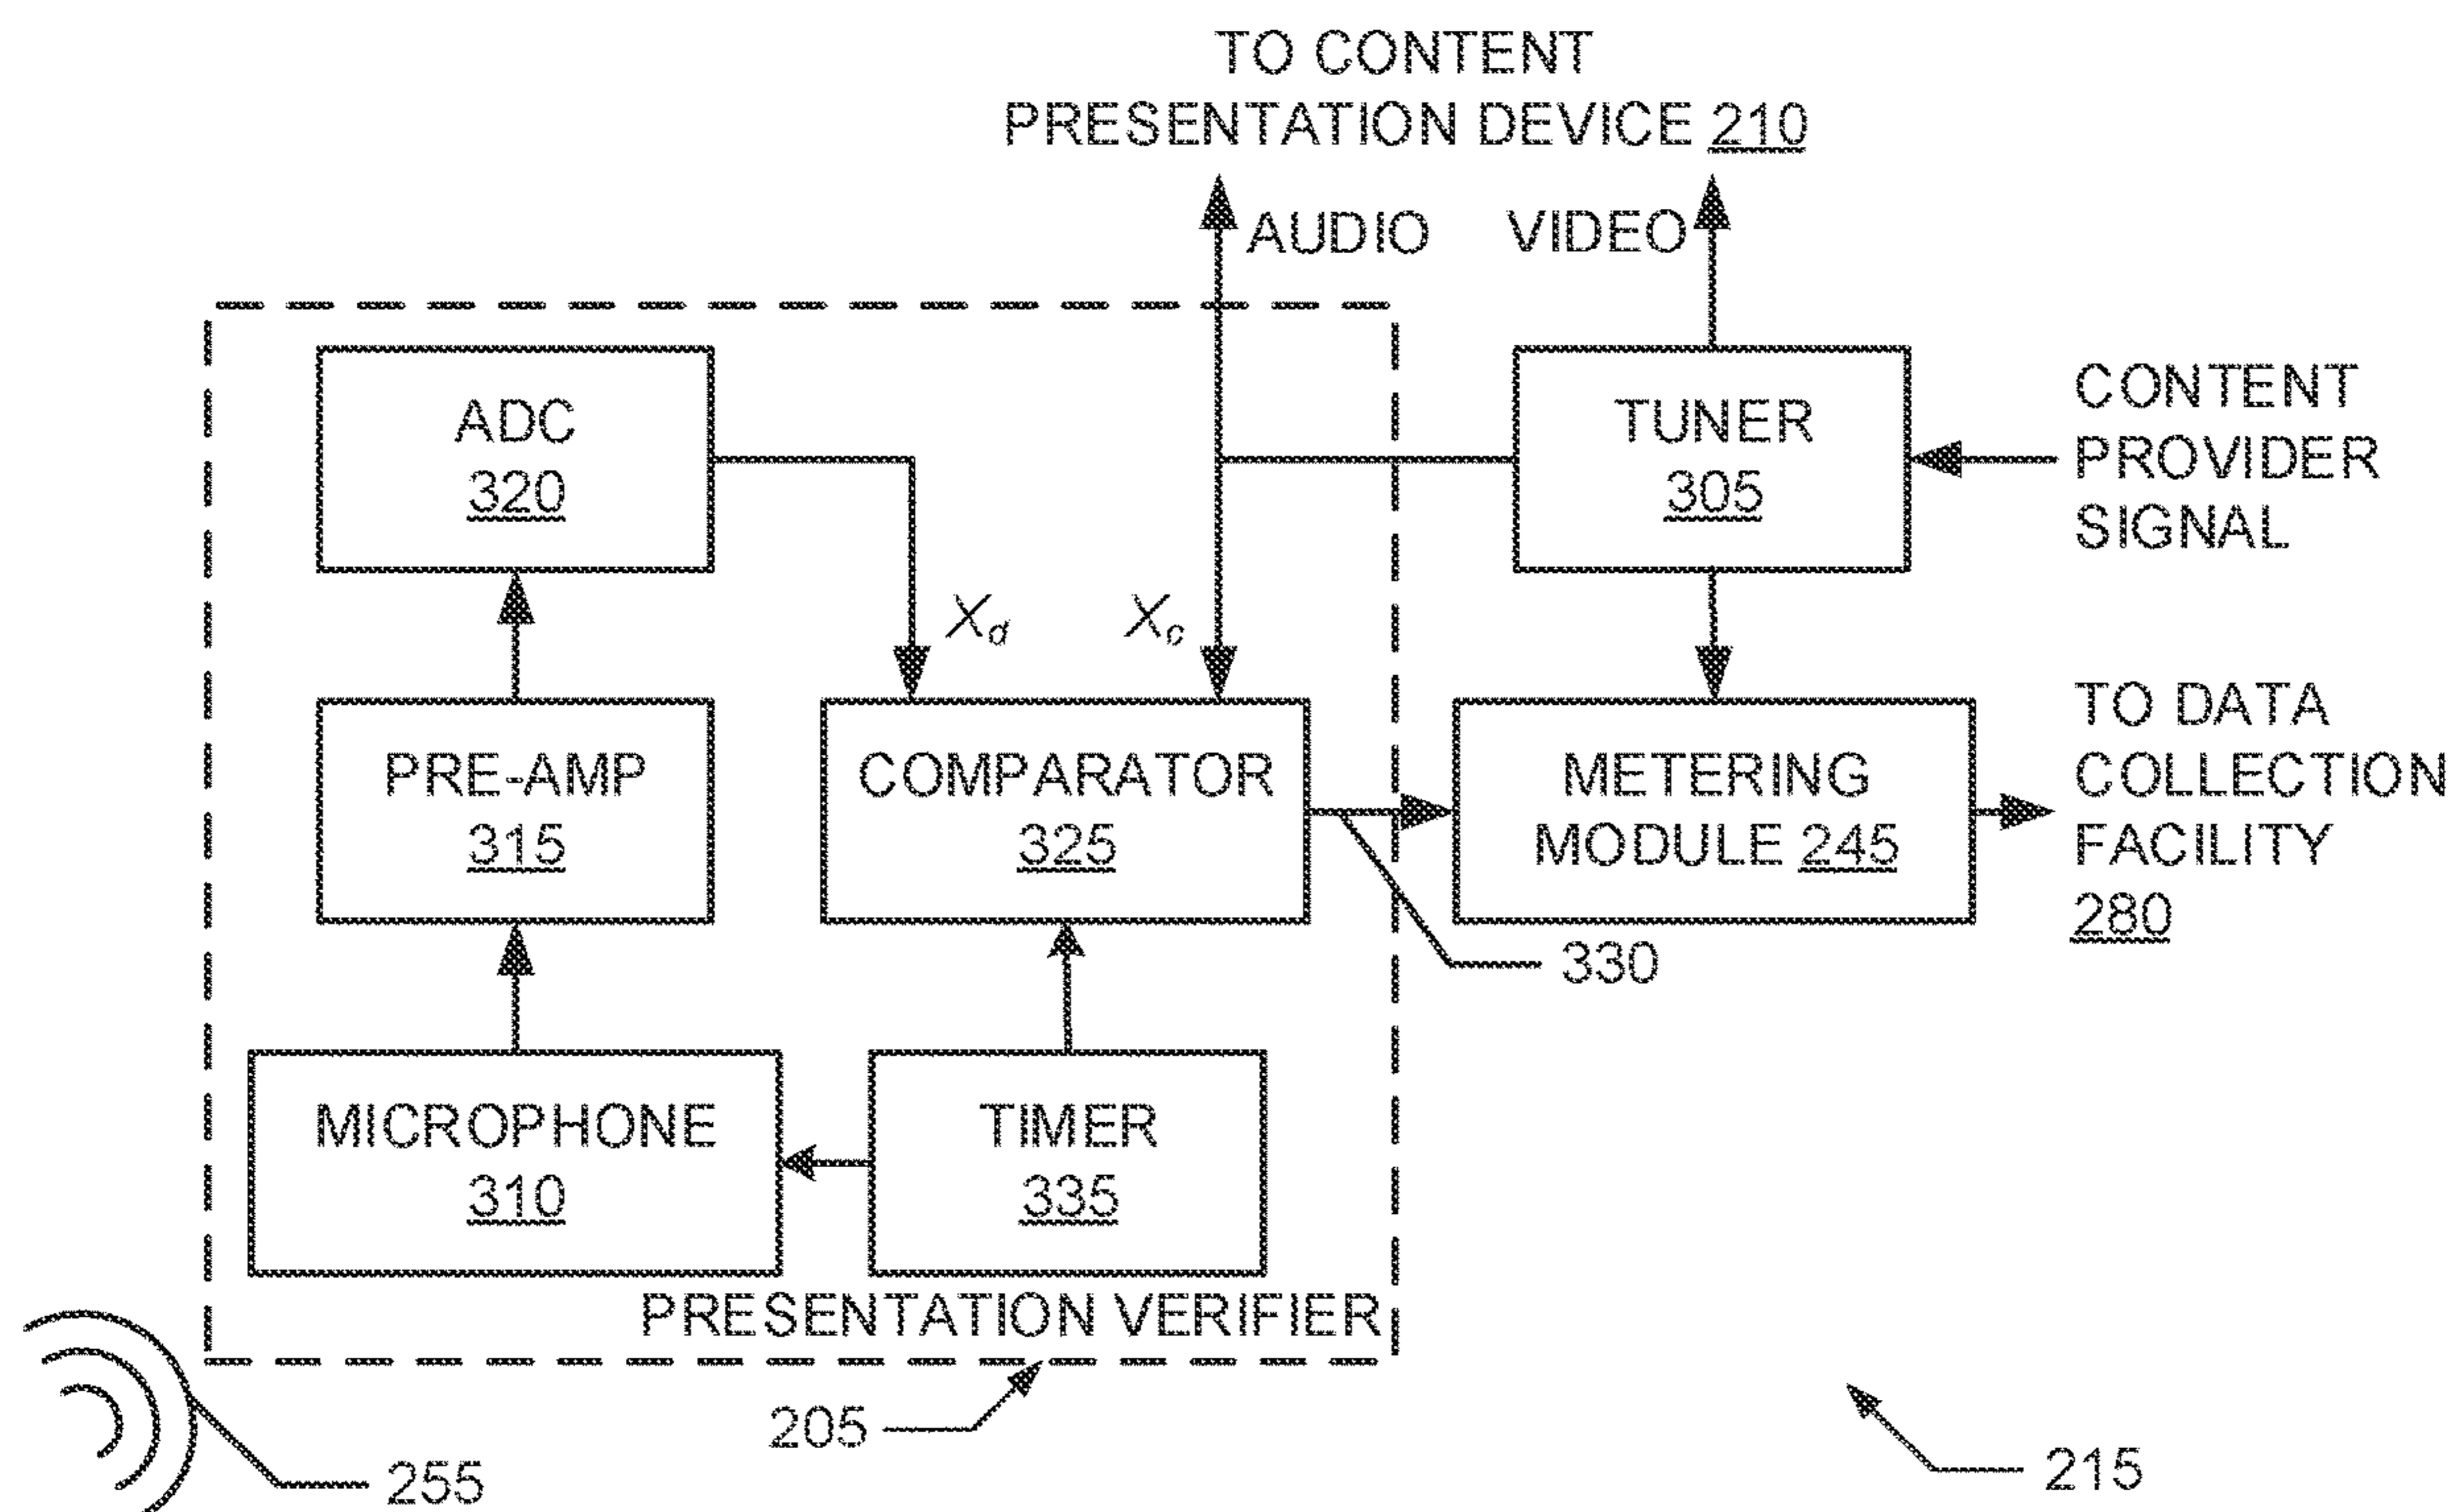 TO CONTENT
PRESENTATION DEVICE 210
AUDIO
VIDEO
ADC
320
TUNER
305
CONTENT
PROVIDER
SIGNAL
Xd
Xc
PRE-AMP
315
COMPARATOR
325
METERING
MODULE 245
TO DATA
COLLECTION
FACILITY
280
330
MICROPHONE
310
TIMER
335
PRESENTATION VERIFIER
205
255
215